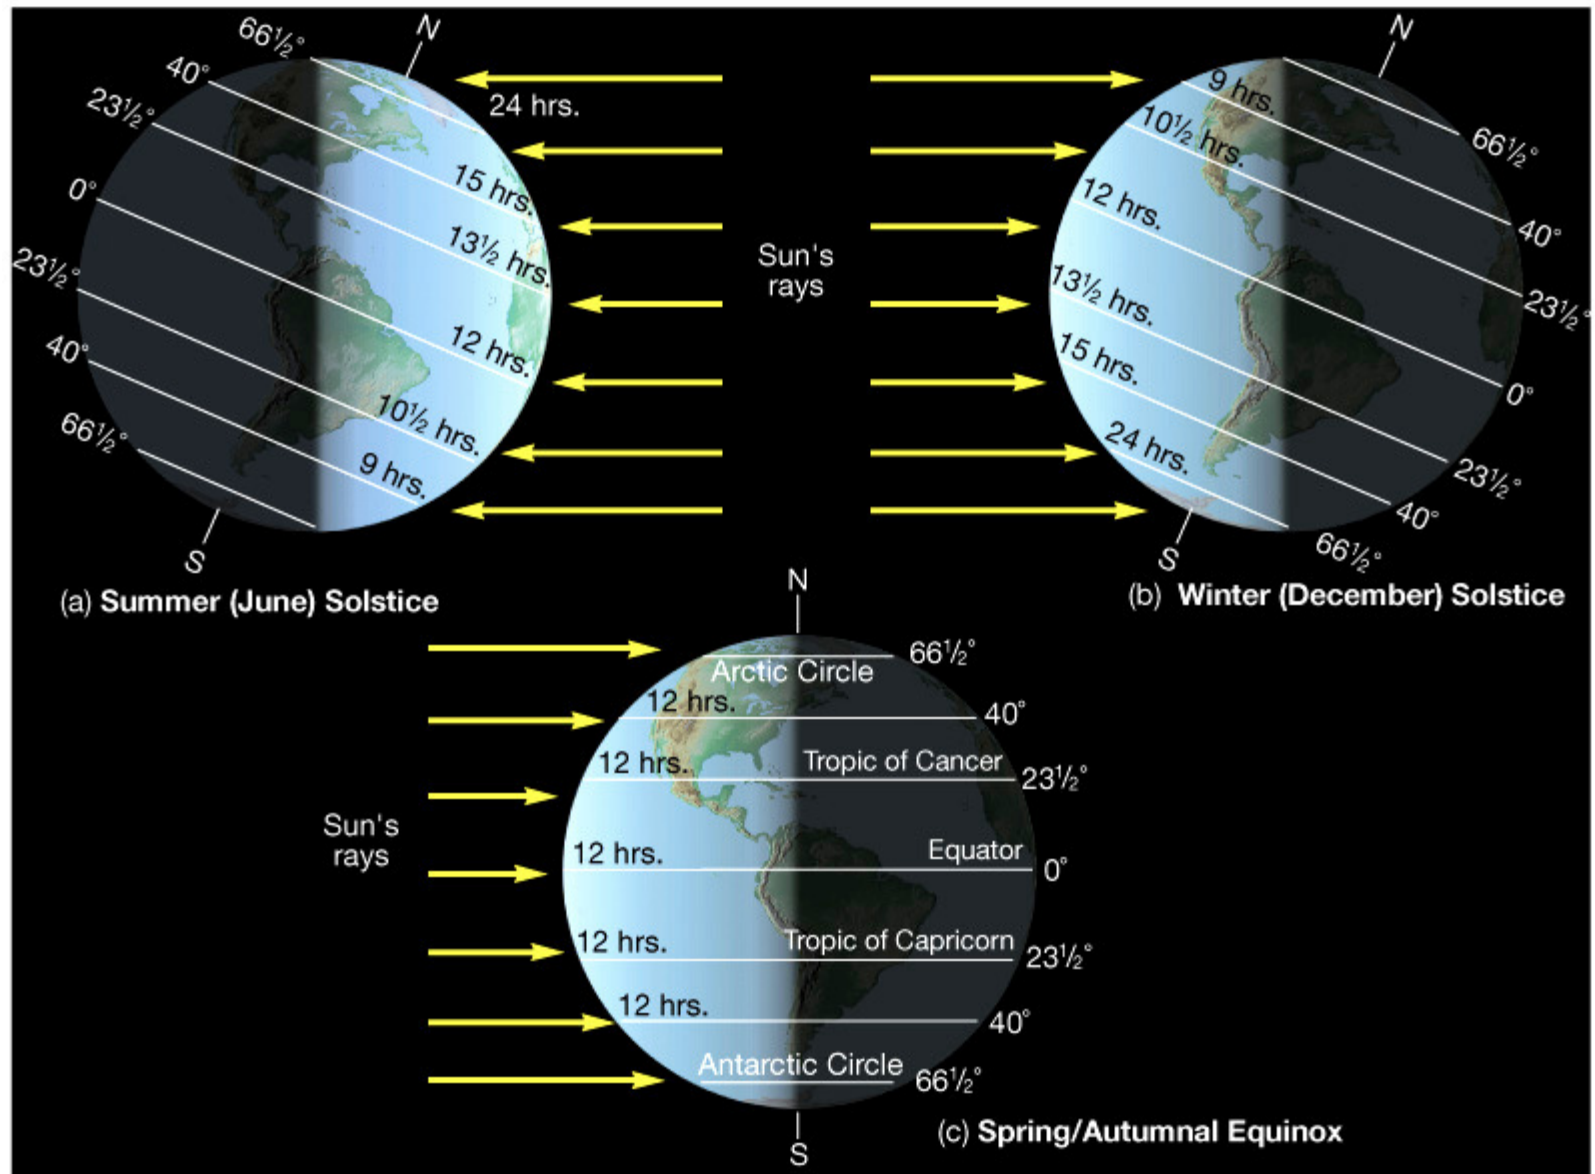 N
66½°
40°
23½°
0°
23½°
40°
66½°
24 hrs.
15 hrs.
13½ hrs.
12 hrs.
10½ hrs.
9 hrs.
S
(a) Summer (June) Solstice
Sun's
rays
N
9 hrs.
10½ hrs.
12 hrs.
13½ hrs.
15 hrs.
24 hrs.
66½°
40°
23½°
0°
23½°
40°
66½°
S
(b) Winter (December) Solstice
Sun's
rays
N
Arctic Circle 66½°
12 hrs. 40°
12 hrs. Tropic of Cancer 23½°
12 hrs. Equator 0°
12 hrs. Tropic of Capricorn 23½°
12 hrs. 40°
Antarctic Circle 66½°
S
(c) Spring/Autumnal Equinox